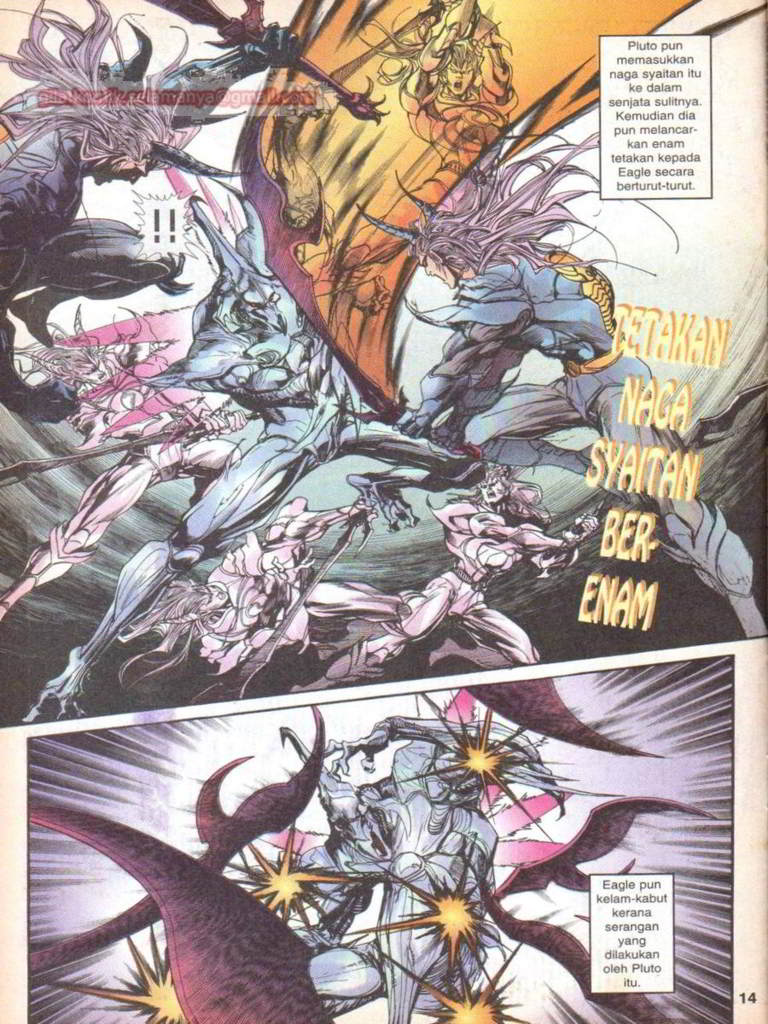 Pluto pun
memasukkan
naga syaitan itu
ke dalam
senjata sulitnya.
Kemudian dia
pun melancar-
kan enam
tetakan kepada
Eagle secara
berturut-turut.
!!
TETAKAN
NAGA
SYAITAN
BER-
ENAM
Eagle pun
kelam-kabut
kerana
serangan
yang
dilakukan
oleh Pluto
itu.
14